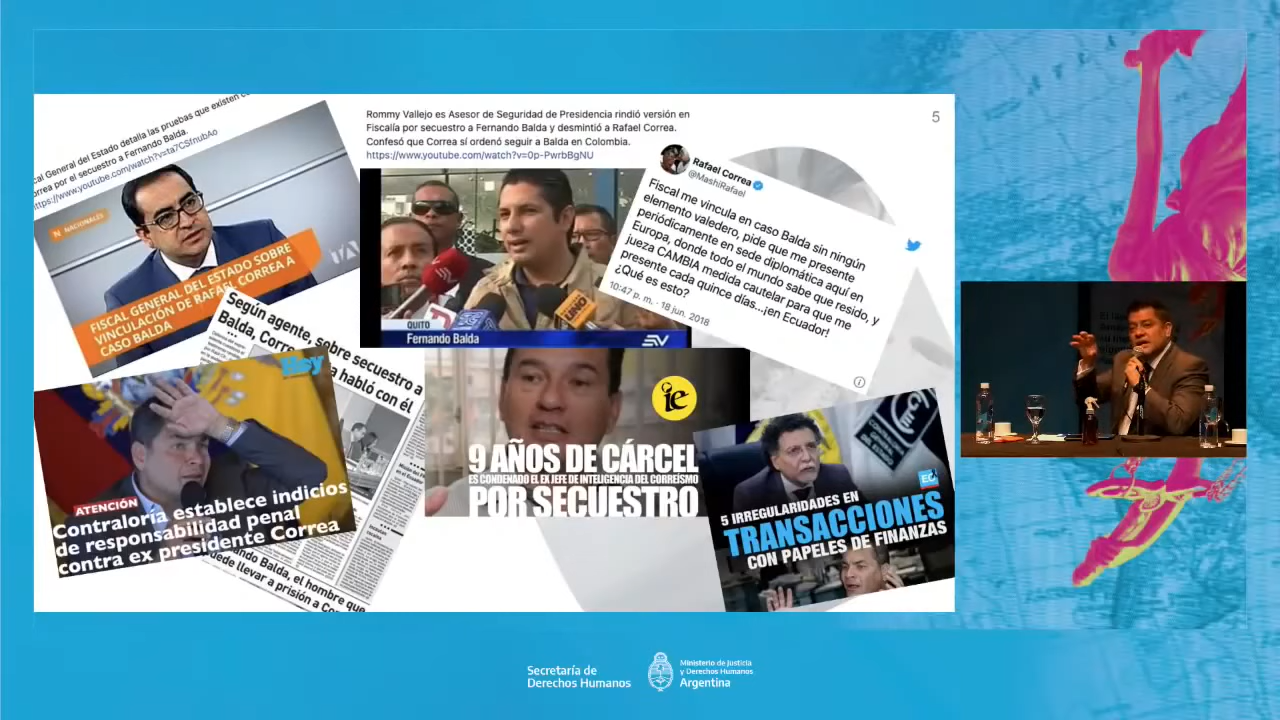 cal General del Estado detalla las pruebas que existen c
orrea por el secuestro a Fernando Balda.
https://www.youtube.com/watch?v=ta7CSfnubAo
N NACIONALES
FISCAL GENERAL DEL ESTADO SOBRE
VINCULACIÓN DE RAFAEL CORREA A
CASO BALDA
Rommy Vallejo es Asesor de Seguridad de Presidencia rindió versión en
Fiscalía por secuestro a Fernando Balda y desmintió a Rafael Correa.
Confesó que Correa sí ordenó seguir a Balda en Colombia.
https://www.youtube.com/watch?v=0p-PwrbBgNU
5
QUITO
Fernando Balda
Rafael Correa
@MashiRafael
Fiscal me vincula en caso Balda sin ningún
elemento valedero, pide que me presente
periódicamente en sede diplomática aquí en
Europa, donde todo el mundo sabe que resido, y
jueza CAMBIA medida cautelar para que me
presente cada quince días...¡en Ecuador!
¿Qué es esto?
10:47 p. m. · 18 jun. 2018
Según agente, sobre secuestro a
Balda, Corre a habló con él
Hoy
ATENCIÓN
Contraloría establece indicios
de responsabilidad penal
contra ex presidente Correa
nando Balda, el hombre que
uede llevar a prisión a Co
ie
9 AÑOS DE CÁRCEL
ES CONDENADO EL EX JEFE DE INTELIGENCIA DEL CORREÍSMO
POR SECUESTRO
5 IRREGULARIDADES EN
TRANSACCIONES
CON PAPELES DE FINANZAS
Secretaría de
Derechos Humanos
Ministerio de Justicia
y Derechos Humanos
Argentina